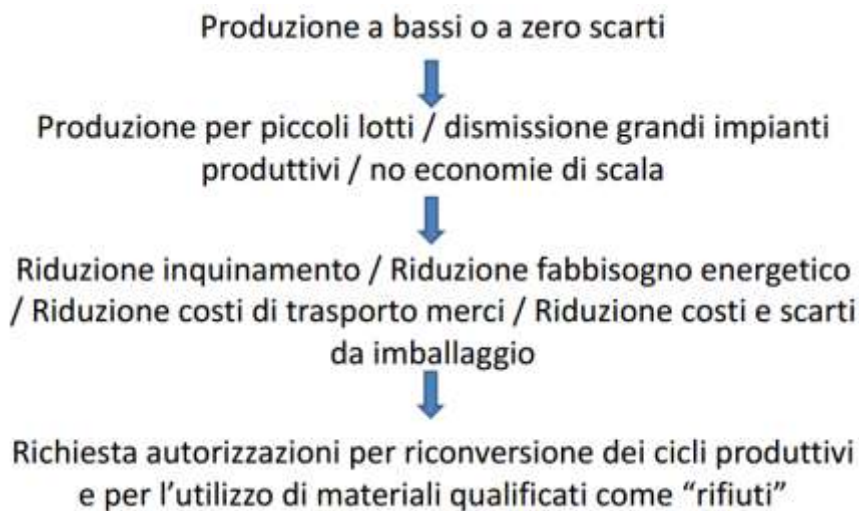 Produzione a bassi o a zero scarti
Produzione per piccoli lotti / dismissione grandi impianti
produttivi / no economie di scala
Riduzione inquinamento / Riduzione fabbisogno energetico
/ Riduzione costi di trasporto merci / Riduzione costi e scarti
da imballaggio
Richiesta autorizzazioni per riconversione dei cicli produttivi
e per l’utilizzo di materiali qualificati come “rifiuti”